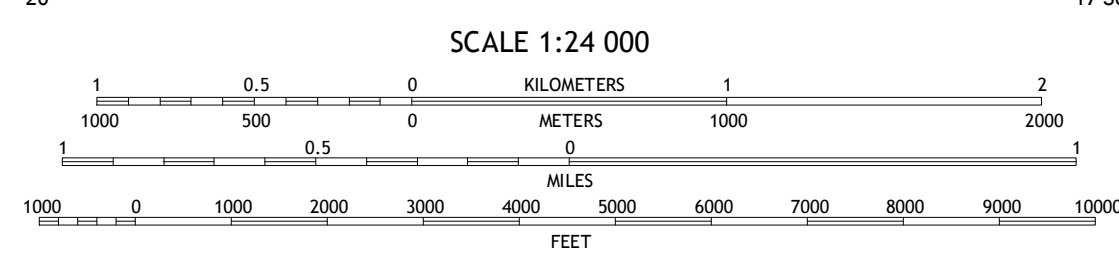 SCALE 1:24 000
1 0.5 0 KILOMETERS 1 2
1000 500 0 METERS 1000 2000
1 0.5 0 1
MILES
1000 0 1000 2000 3000 4000 5000 6000 7000 8000 9000 10000
FEET